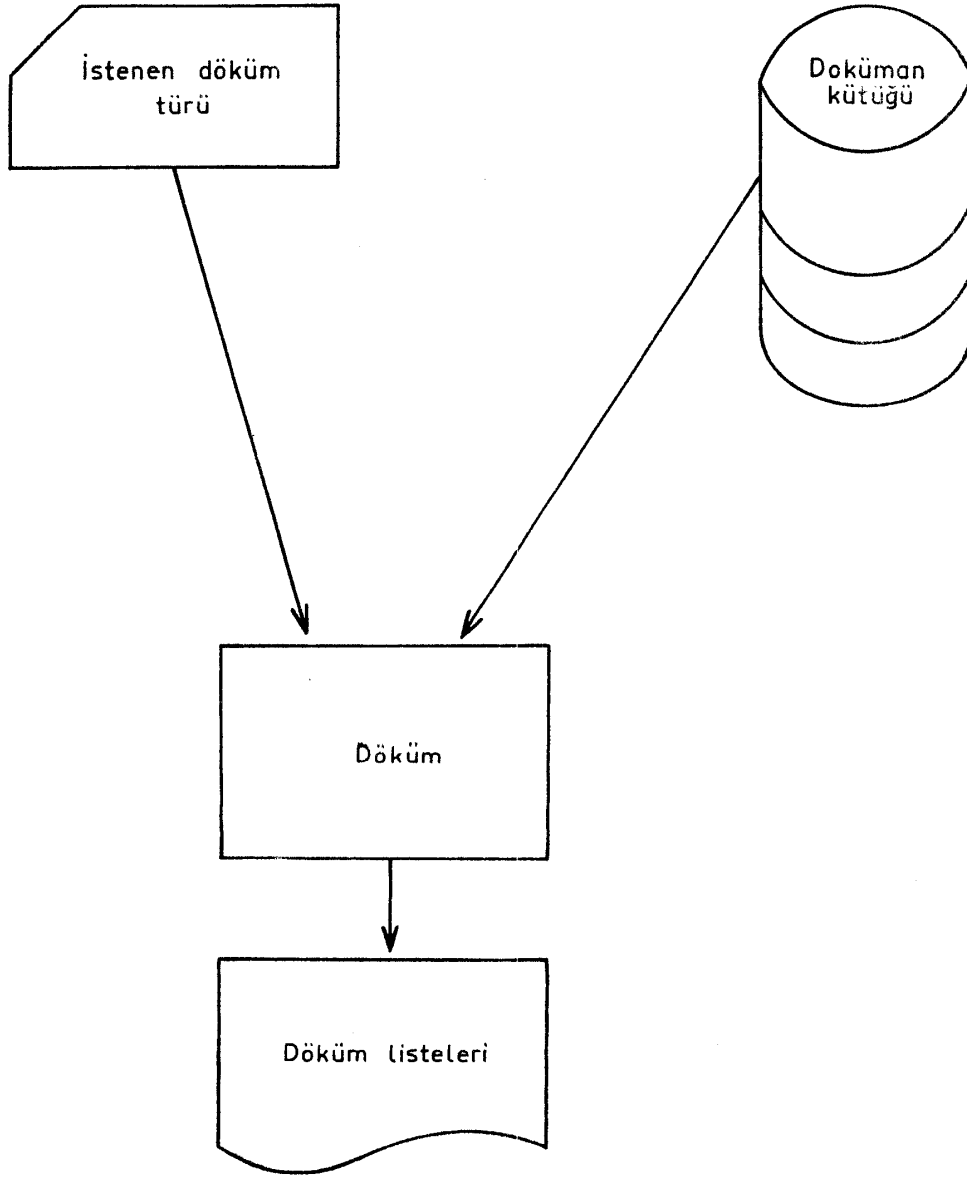 İstenen döküm
türü
Doküman
kütüğü
Döküm
Döküm listeleri